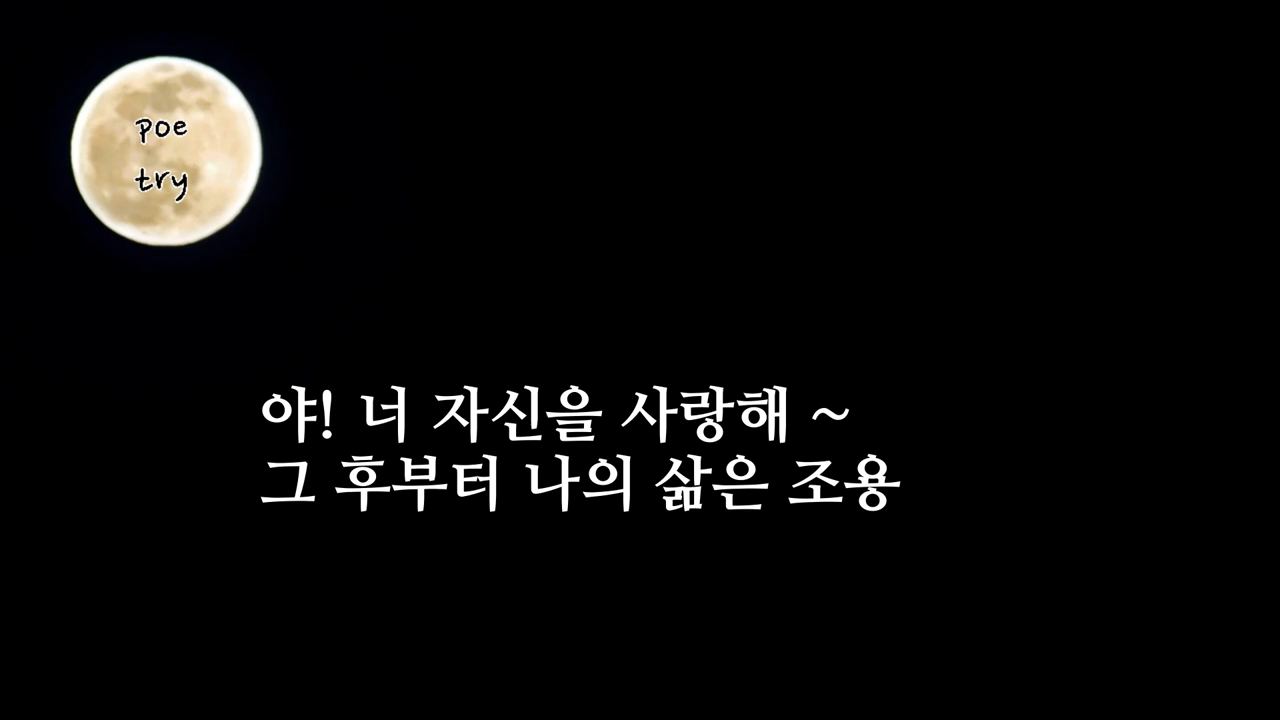 poe
try
야! 너 자신을 사랑해 ~
그 후부터 나의 삶은 조용